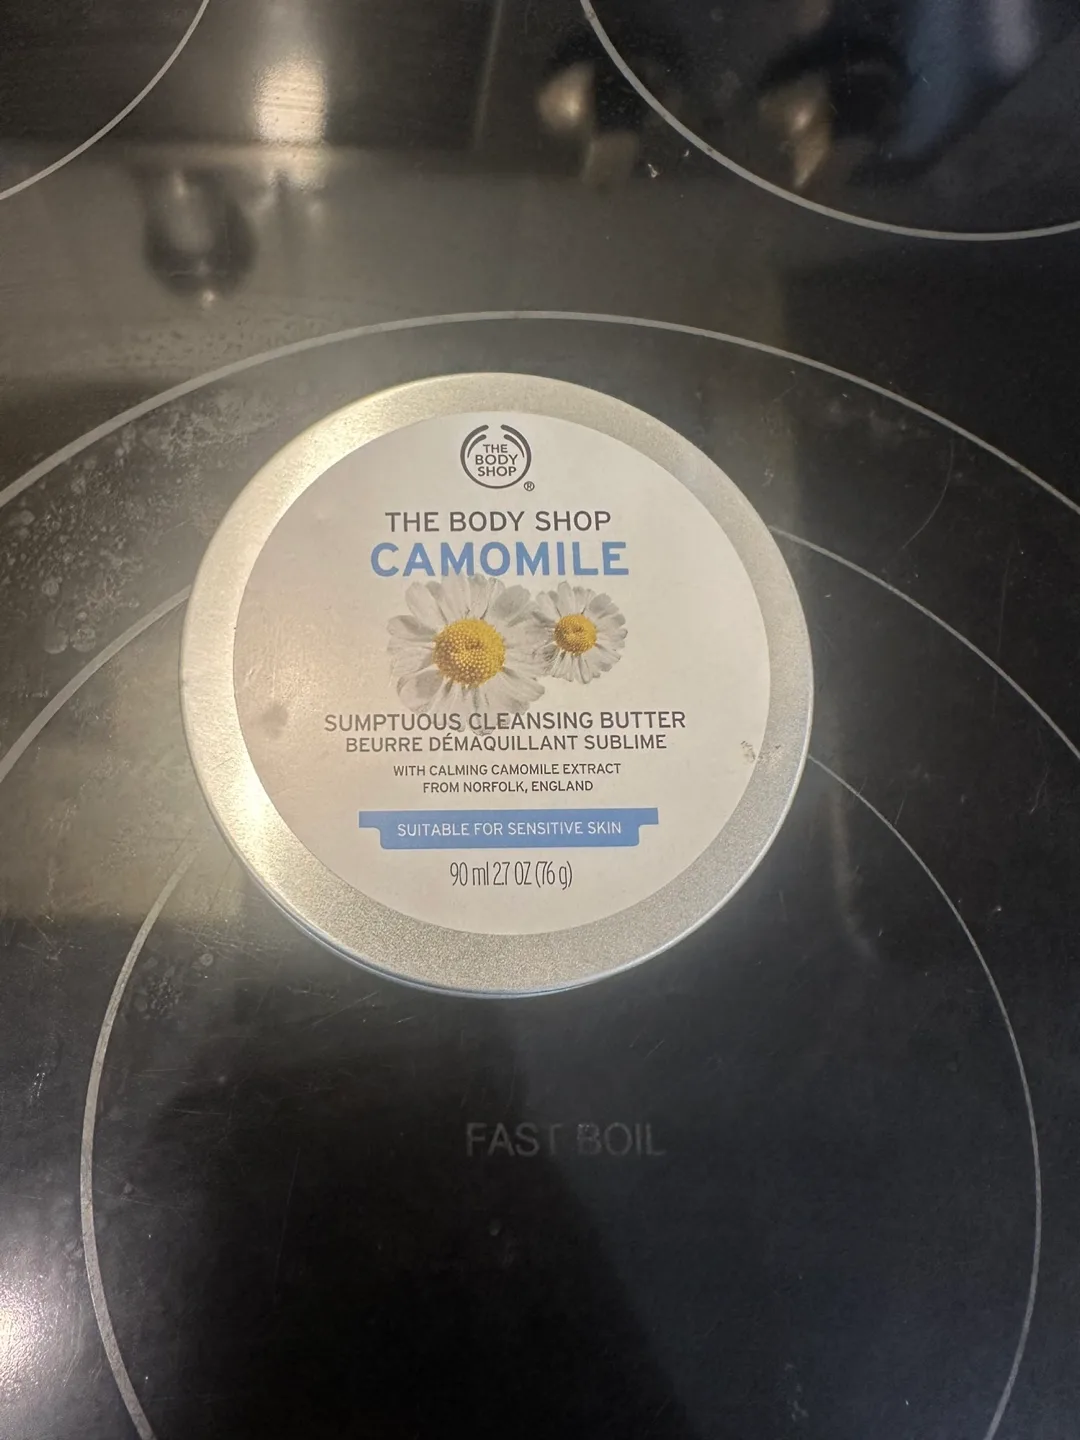 THE
BODY
SHOP
®
THE BODY SHOP
CAMOMILE
SUMPTUOUS CLEANSING BUTTER
BEURRE DÉMAQUILLANT SUBLIME
WITH CALMING CAMOMILE EXTRACT
FROM NORFOLK, ENGLAND
SUITABLE FOR SENSITIVE SKIN
90 ml 2.7 OZ (76 g)
FAST BOIL